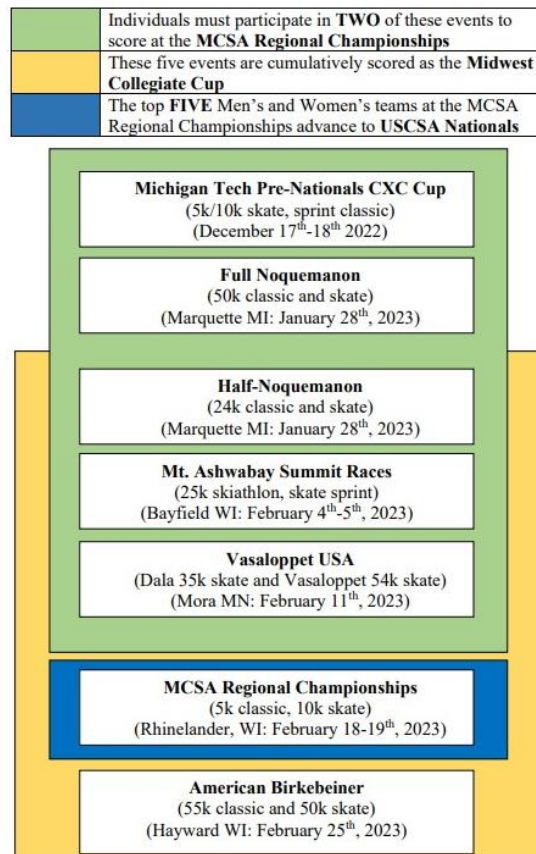 Individuals must participate in TWO of these events to
score at the MCSA Regional Championships
These five events are cumulatively scored as the Midwest
Collegiate Cup
The top FIVE Men's and Women's teams at the MCSA
Regional Championships advance to USCSA Nationals
Michigan Tech Pre-Nationals CXC Cup
(5k/10k skate, sprint classic)
(December 17th-18th 2022)
Full Noquemanon
(50k classic and skate)
(Marquette MI: January 28th, 2023)
Half-Noquemanon
(24k classic and skate)
(Marquette MI: January 28th, 2023)
Mt. Ashwabay Summit Races
(25k skiathlon, skate sprint)
(Bayfield WI: February 4th-5th, 2023)
Vasaloppet USA
(Dala 35k skate and Vasaloppet 54k skate)
(Mora MN: February 11th, 2023)
MCSA Regional Championships
(5k classic, 10k skate)
(Rhinelander, WI: February 18-19th, 2023)
American Birkebeiner
(55k classic and 50k skate)
(Hayward WI: February 25th, 2023)